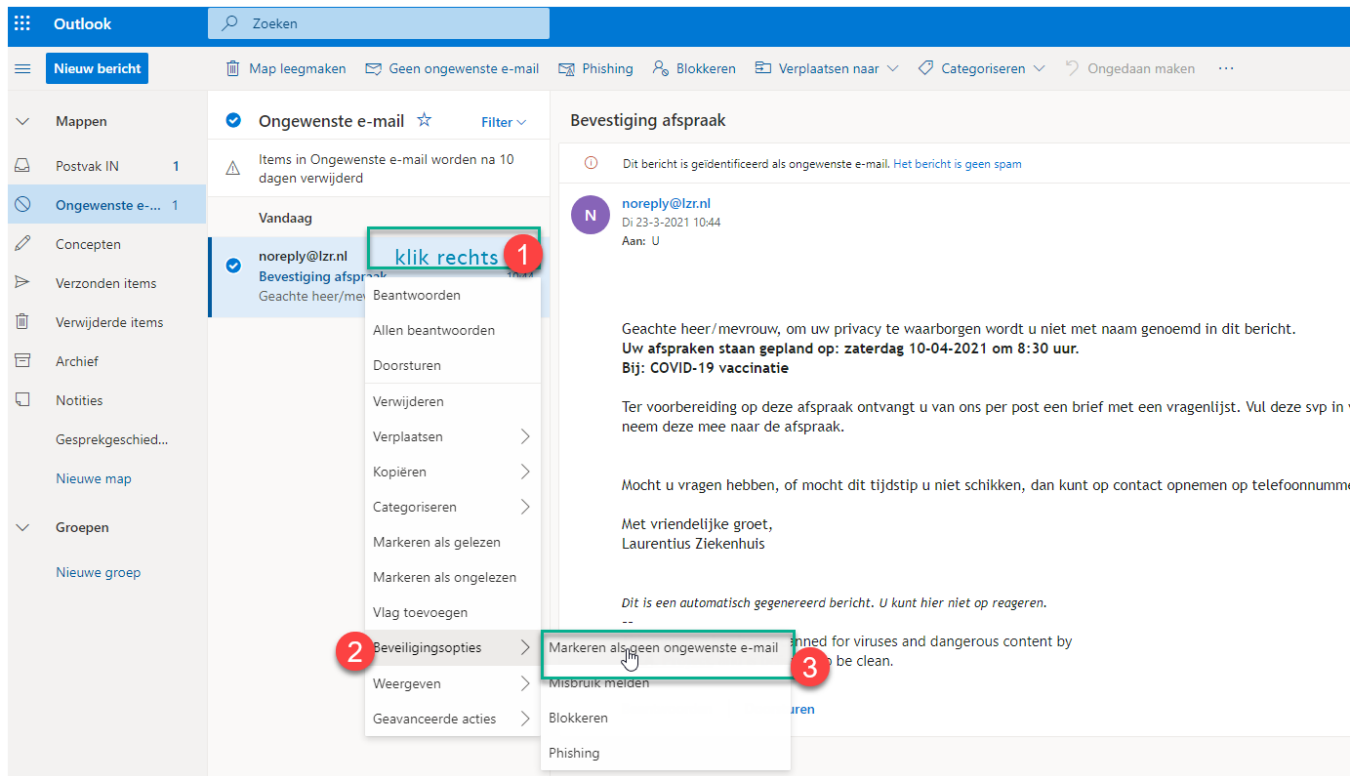 Outlook
Zoeken
Nieuw bericht
Map leegmaken
Geen ongewenste e-mail
Phishing
Blokkeren
Verplaatsen naar
Categoriseren
Ongedaan maken
Mappen
Postvak IN 1
Ongewenste e-... 1
Concepten
Verzonden items
Verwijderde items
Archief
Notities
Gesprekgeschied...
Nieuwe map
Groepen
Nieuwe groep
Ongewenste e-mail
Filter
Items in Ongewenste e-mail worden na 10
dagen verwijderd
Vandaag
noreply@lzr.nl
klik rechts
1
Bevestiging afspraak 10:44
Geachte heer/mev
Beantwoorden
Allen beantwoorden
Doorsturen
Verwijderen
Verplaatsen
Kopiëren
Categoriseren
Markeren als gelezen
Markeren als ongelezen
Vlag toevoegen
2
Beveiligingsopties
Weergeven
Geavanceerde acties
Markeren als geen ongewenste e-mail
3
Misbruik melden
Blokkeren
Phishing
Bevestiging afspraak
Dit bericht is geïdentificeerd als ongewenste e-mail. Het bericht is geen spam
N
noreply@lzr.nl
Di 23-3-2021 10:44
Aan: U
Geachte heer/mevrouw, om uw privacy te waarborgen wordt u niet met naam genoemd in dit bericht.
Uw afspraken staan gepland op: zaterdag 10-04-2021 om 8:30 uur.
Bij: COVID-19 vaccinatie
Ter voorbereiding op deze afspraak ontvangt u van ons per post een brief met een vragenlijst. Vul deze svp in
neem deze mee naar de afspraak.
Mocht u vragen hebben, of mocht dit tijdstip u niet schikken, dan kunt op contact opnemen op telefoonnumme
Met vriendelijke groet,
Laurentius Ziekenhuis
Dit is een automatisch gegenereerd bericht. U kunt hier niet op reageren.
--
nned for viruses and dangerous content by
be clean.
uren